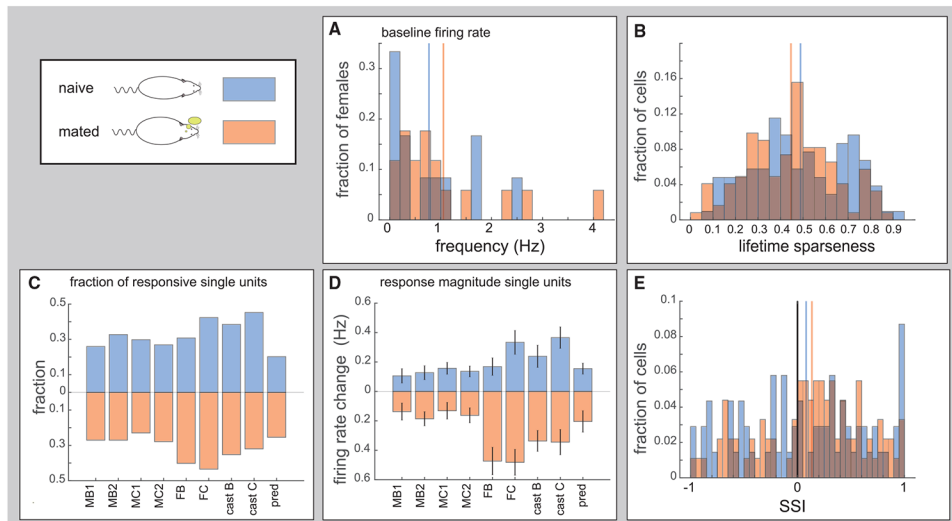 naive
mated
A
baseline firing rate
fraction of females
0.3
0.2
0.1
0
0 1 2 3 4
frequency (Hz)
B
fraction of cells
0.16
0.12
0.08
0.04
0
0 0.1 0.2 0.3 0.4 0.5 0.6 0.7 0.8 0.9
lifetime sparseness
C
fraction of responsive single units
fraction
0.5
0.3
0.1
0
0.1
0.3
0.5
MB1 MB2 MC1 MC2 FB FC cast B cast C pred
D
response magnitude single units
firing rate change (Hz)
0.6
0.4
0.2
0
0.2
0.4
0.6
MB1 MB2 MC1 MC2 FB FC cast B cast C pred
E
fraction of cells
0.1
0.08
0.06
0.04
0.02
0
-1 0 1
SSI